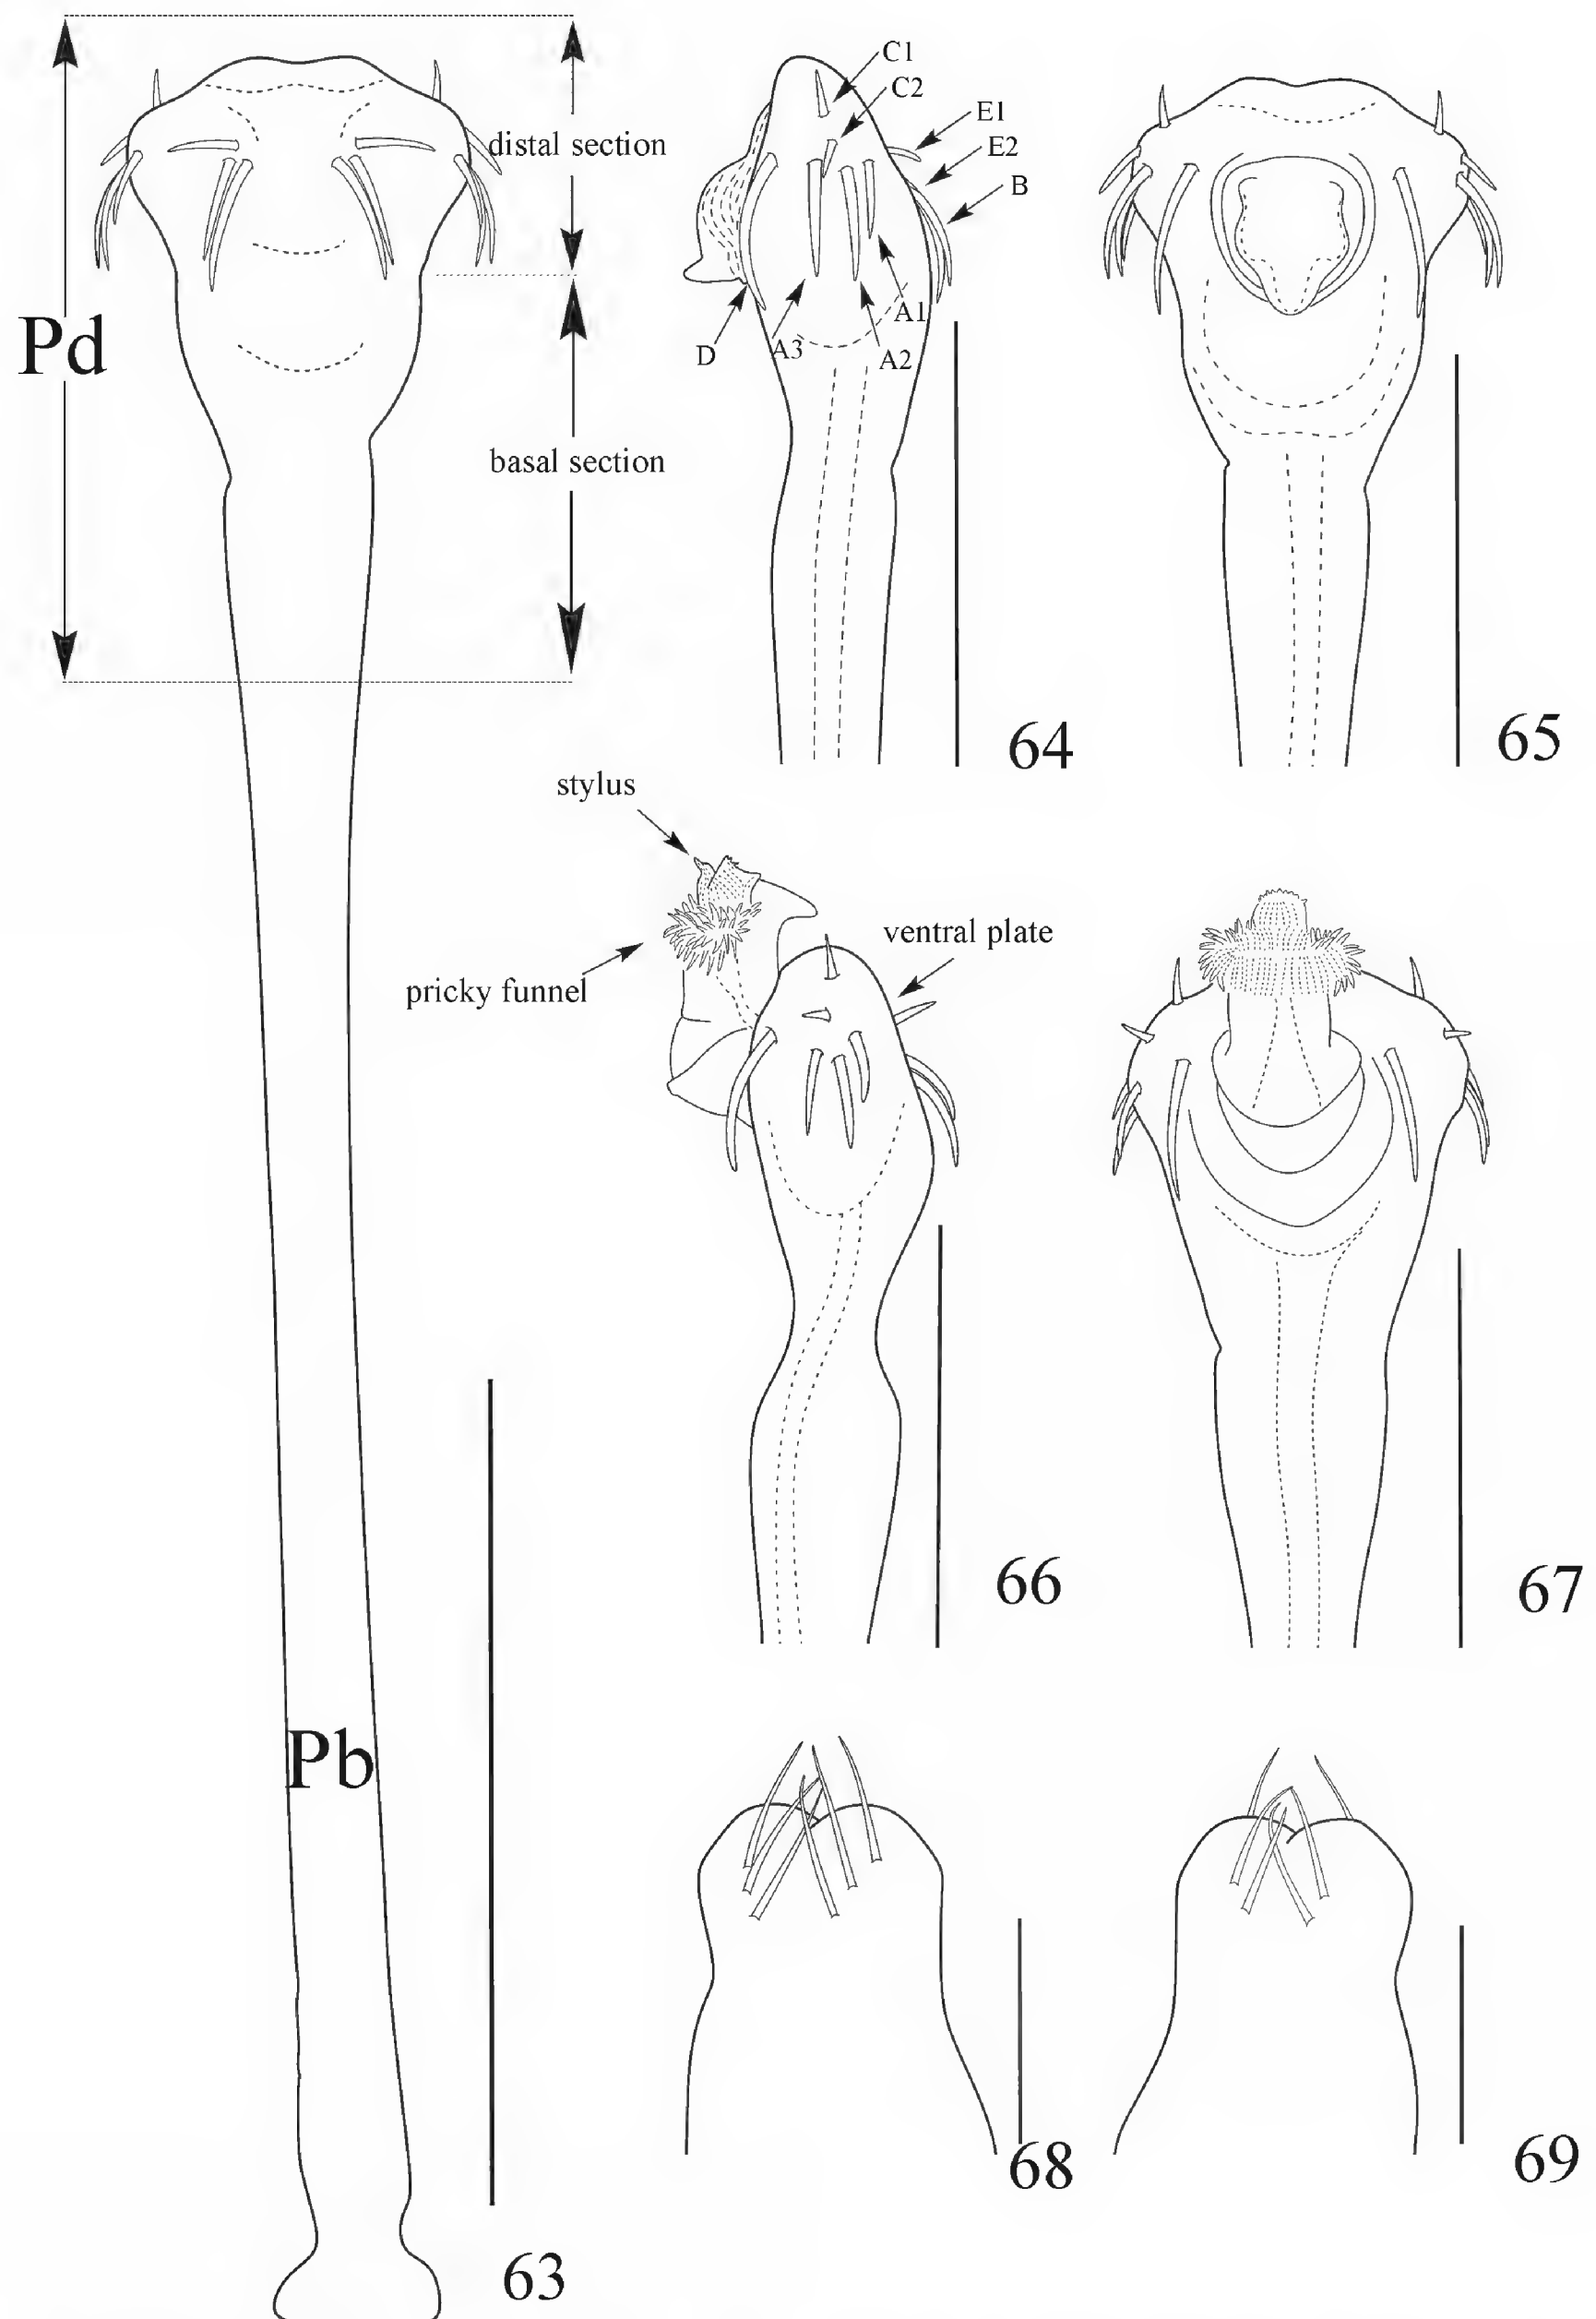 C1
C2
E1
distal section
E2
B
A1
Pd
D
A3
A2
basal section
64
65
stylus
ventral plate
pricky funnel
66
67
Pb
68
69
63